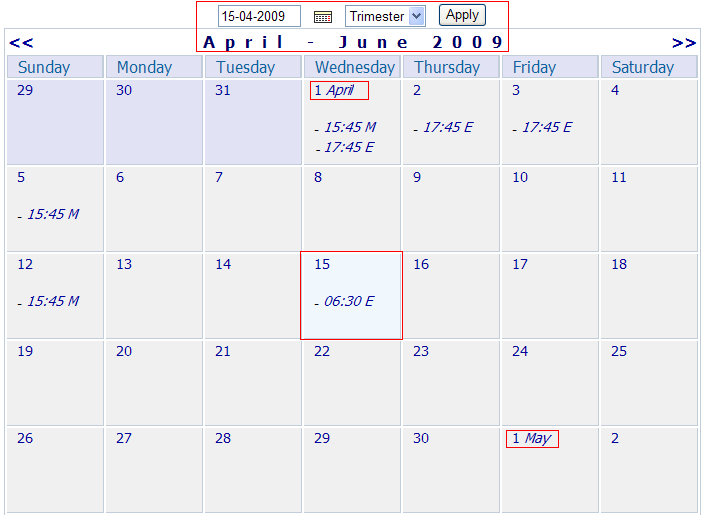 15-04-2009 Trimester Apply
<< April - June 2009 >>
Sunday Monday Tuesday Wednesday Thursday Friday Saturday
29 30 31 1 April 2 3 4
- 15:45 M - 17:45 E - 17:45 E
- 17:45 E
5 6 7 8 9 10 11
- 15:45 M
12 13 14 15 16 17 18
- 15:45 M - 06:30 E
19 20 21 22 23 24 25
26 27 28 29 30 1 May 2